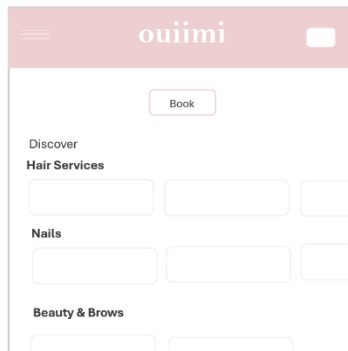 ouiimi
Book
Discover
Hair Services
Nails
Beauty & Brows